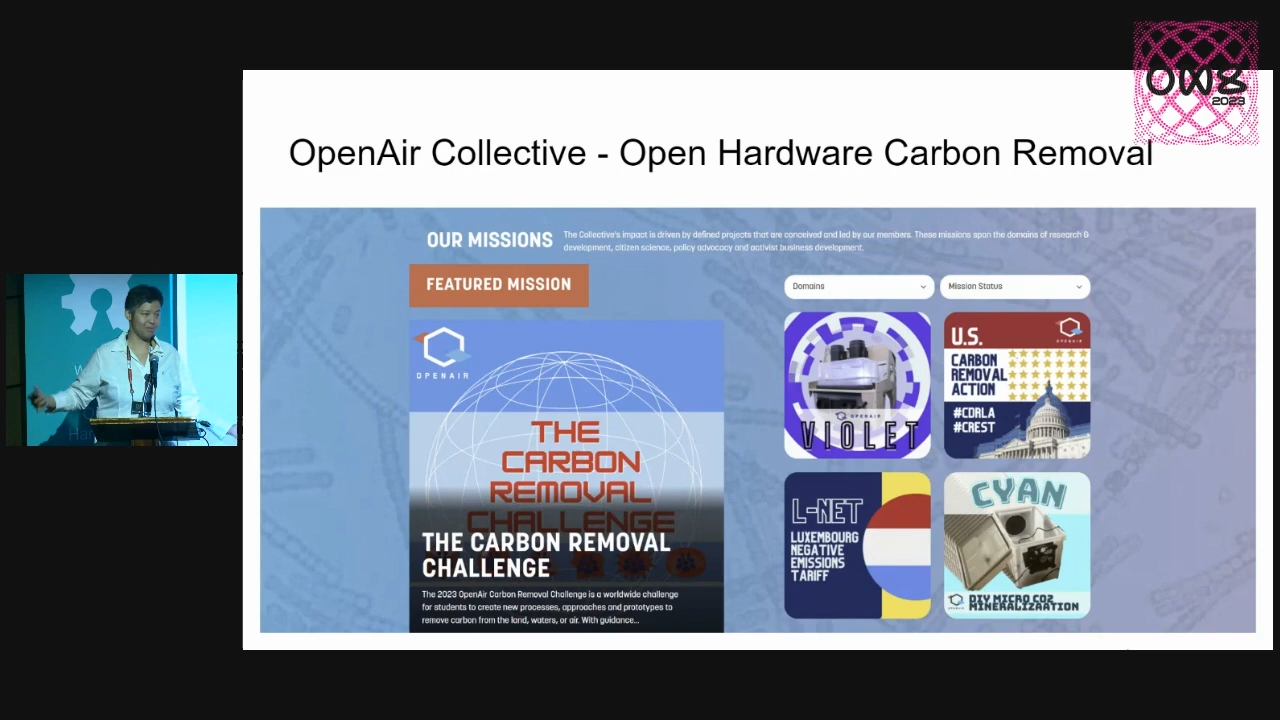 OHS
2023
OpenAir Collective - Open Hardware Carbon Removal
OUR MISSIONS
The Collective's impact is driven by defined projects that are conceived and led by our members. These missions span the domains of research &
development, citizen science, policy advocacy and activist business development.
FEATURED MISSION
Domains
Mission Status
OPENAIR
THE
CARBON
REMOVAL
CHALLENGE
THE CARBON REMOVAL
CHALLENGE
The 2023 OpenAir Carbon Removal Challenge is a worldwide challenge
for students to create new processes, approaches and prototypes to
remove carbon from the land, waters, or air. With guidance...
OPENAIR
VIOLET
U.S.
OPENAIR
CARBON
REMOVAL
ACTION
#CDRLA
#CREST
L-NET
LUXEMBOURG
NEGATIVE
EMISSIONS
TARIFF
CYAN
DIY MICRO CO2
MINERALIZAATION